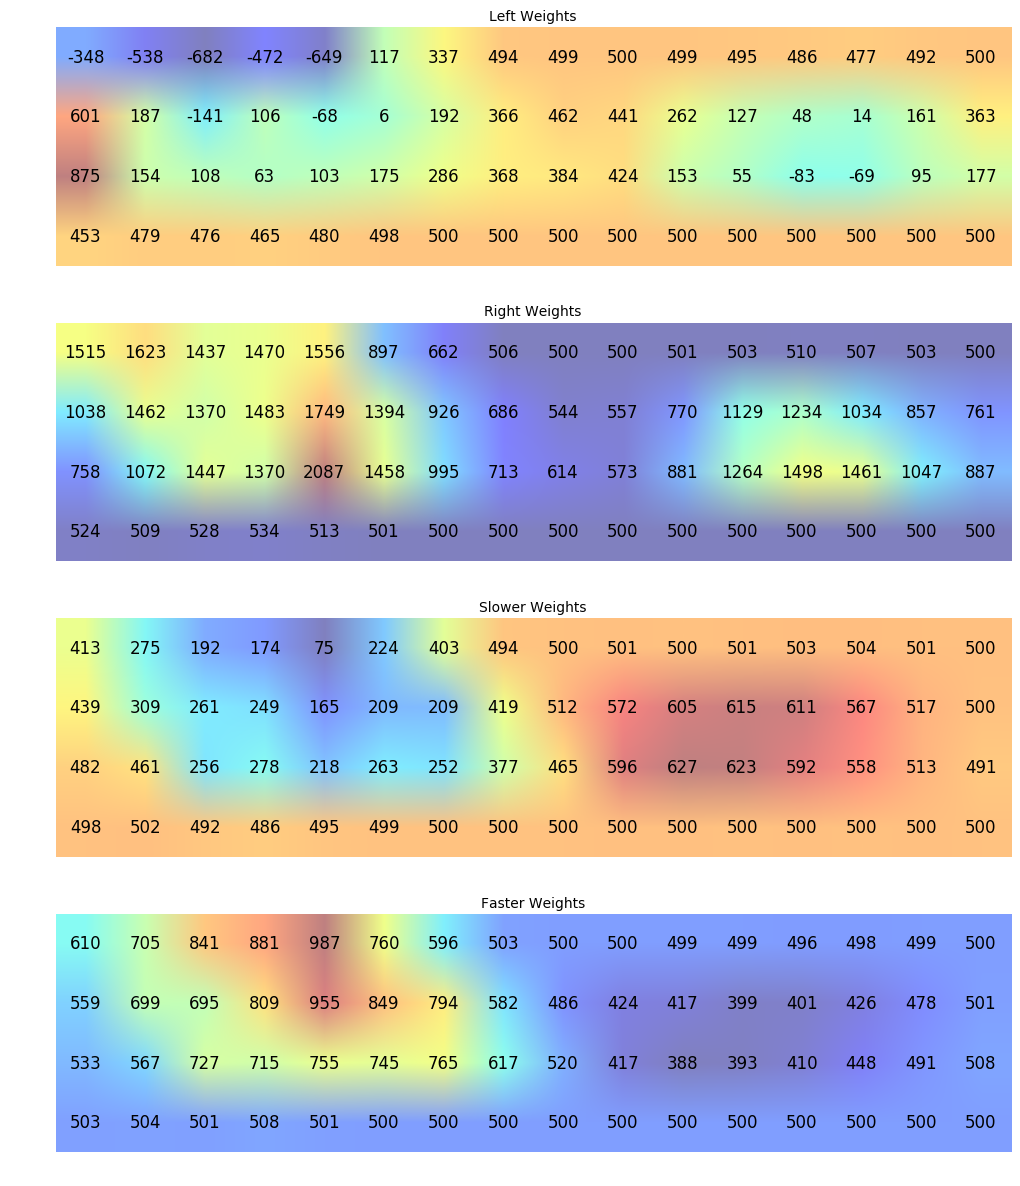 Left Weights
-348 -538 -682 -472 -649 117 337 494 499 500 499 495 486 477 492 500
601 187 -141 106 -68 6 192 366 462 441 262 127 48 14 161 363
875 154 108 63 103 175 286 368 384 424 153 55 -83 -69 95 177
453 479 476 465 480 498 500 500 500 500 500 500 500 500 500 500
Right Weights
1515 1623 1437 1470 1556 897 662 506 500 500 501 503 510 507 503 500
1038 1462 1370 1483 1749 1394 926 686 544 557 770 1129 1234 1034 857 761
758 1072 1447 1370 2087 1458 995 713 614 573 881 1264 1498 1461 1047 887
524 509 528 534 513 501 500 500 500 500 500 500 500 500 500 500
Slower Weights
413 275 192 174 75 224 403 494 500 501 500 501 503 504 501 500
439 309 261 249 165 209 209 419 512 572 605 615 611 567 517 500
482 461 256 278 218 263 252 377 465 596 627 623 592 558 513 491
498 502 492 486 495 499 500 500 500 500 500 500 500 500 500 500
Faster Weights
610 705 841 881 987 760 596 503 500 500 499 499 496 498 499 500
559 699 695 809 955 849 794 582 486 424 417 399 401 426 478 501
533 567 727 715 755 745 765 617 520 417 388 393 410 448 491 508
503 504 501 508 501 500 500 500 500 500 500 500 500 500 500 500